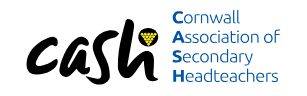 cash
Cornwall
Association of
Secondary
Headteachers